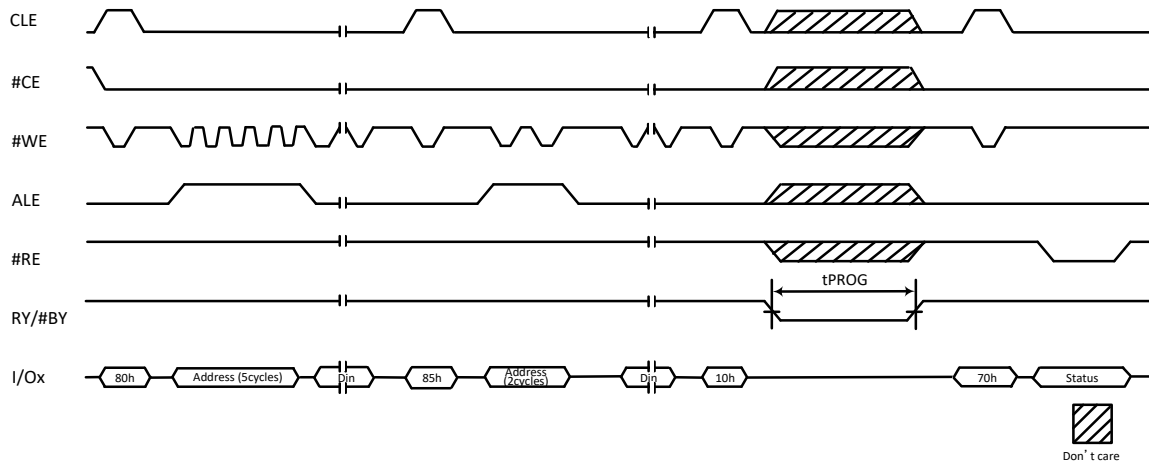 CLE
#CE
#WE
ALE
#RE
tPROG
RY/#BY
I/Ox
80h
Address (5cycles)
Din
85h
Address
(2cycles)
Din
10h
70h
Status
Don’ t care